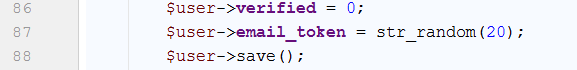 86 $user->verified = 0;
87 $user->email_token = str_random(20);
88 $user->save();